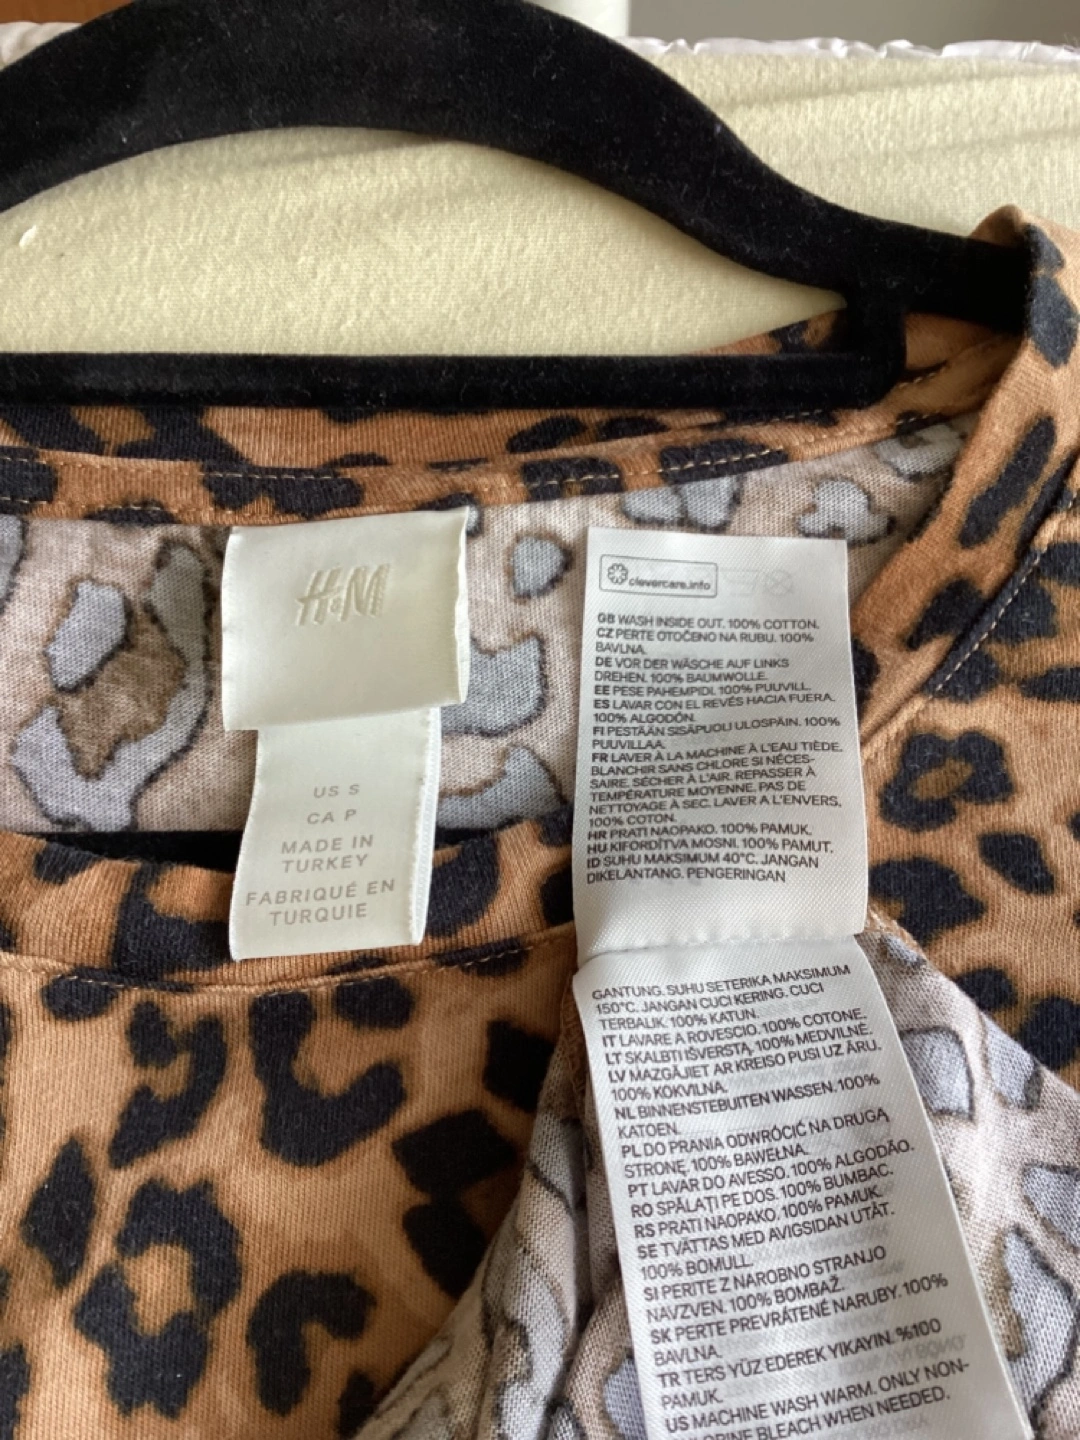 H&M
US S
CA P
MADE IN
TURKEY
FABRIQUÉ EN
TURQUIE
clevercare.info
GB WASH INSIDE OUT. 100% COTTON.
CZ PERTE OTOČENO NA RUBU. 100%
BAVLNA.
DE VOR DER WÄSCHE AUF LINKS
DREHEN. 100% BAUMWOLLE.
EE PESE PAHEMPIDI. 100% PUUVILL.
ES LAVAR CON EL REVÉS HACIA FUERA.
100% ALGODÓN.
FI PESTÄÄN SISÄPUOLI ULOSPÄIN. 100%
PUUVILLAA.
FR LAVER À LA MACHINE À L'EAU TIÈDE.
BLANCHIR SANS CHLORE SI NÉCES-
SAIRE. SÉCHER À L'AIR. REPASSER À
TEMPÉRATURE MOYENNE. PAS DE
NETTOYAGE À SEC. LAVER A L'ENVERS,
100% COTON.
HR PRATI NAOPAKO. 100% PAMUK.
HU KIFORDÍTVA MOSNI. 100% PAMUT.
ID SUHU MAKSIMUM 40°C. JANGAN
DIKELANTANG. PENGERINGAN
GANTUNG. SUHU SETERIKA MAKSIMUM
150°C. JANGAN CUCI KERING. CUCI
TERBALIK. 100% KATUN.
IT LAVARE A ROVESCIO. 100% COTONE.
LT SKALBTI IŠVERSTĄ. 100% MEDVILNĖ.
LV MAZGĀJIET AR KREISO PUSI UZ ĀRU.
100% KOKVILNA.
NL BINNENSTEBUITEN WASSEN. 100%
KATOEN.
PL DO PRANIA ODWRÓCIĆ NA DRUGĄ
STRONĘ. 100% BAWEŁNA.
PT LAVAR DO AVESSO. 100% ALGODÃO.
RO SPĂLAȚI PE DOS. 100% BUMBAC.
RS PRATI NAOPAKO. 100% PAMUK.
SE TVÄTTAS MED AVIGSIDAN UTÅT.
100% BOMULL.
SI PERITE Z NAROBNO STRANJO
NAVZVEN. 100% BOMBAŽ.
SK PERTE PREVRÁTENÉ NARUBY. 100%
BAVLNA.
TR TERS YÜZ EDEREK YIKAYIN. %100
PAMUK.
US MACHINE WASH WARM. ONLY NON-
CHLORINE BLEACH WHEN NEEDED.